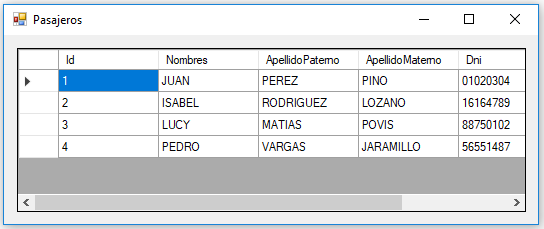 Pasajeros
Id Nombres ApellidoPaterno ApellidoMaterno Dni
1 JUAN PEREZ PINO 01020304
2 ISABEL RODRIGUEZ LOZANO 16164789
3 LUCY MATIAS POVIS 88750102
4 PEDRO VARGAS JARAMILLO 56551487